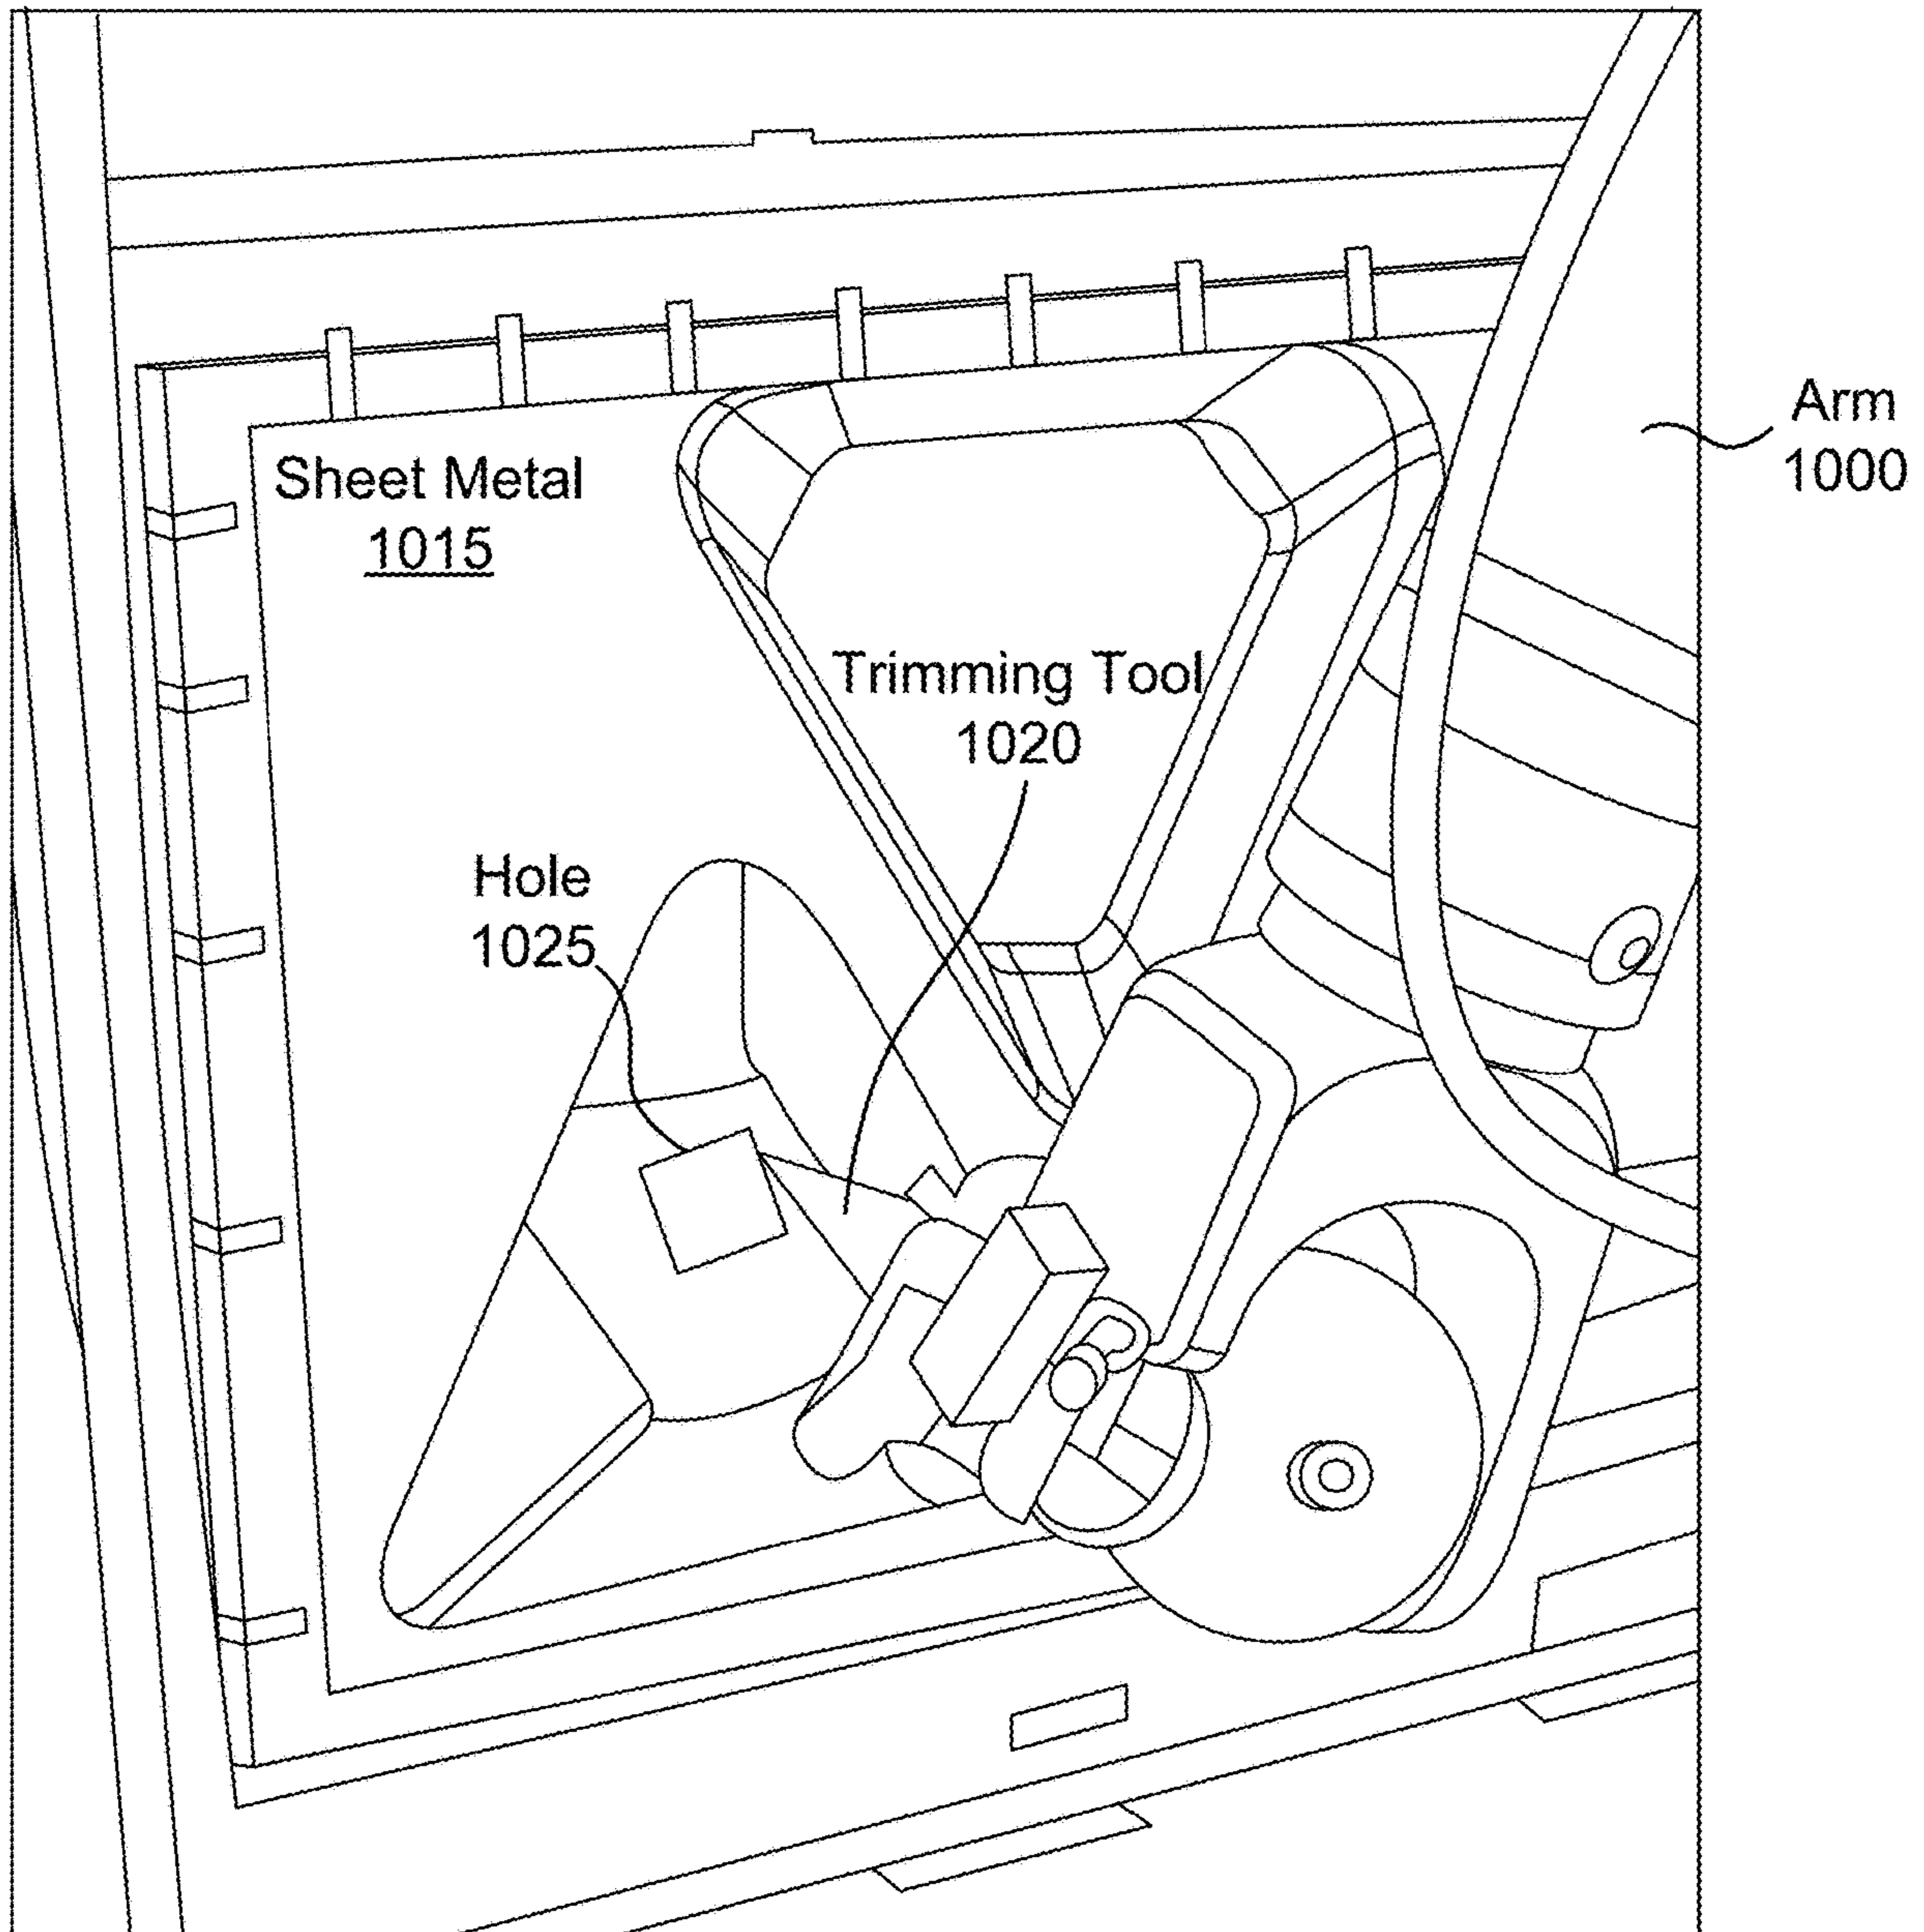 Arm
1000
Sheet Metal
1015
Trimming Tool
1020
Hole
1025